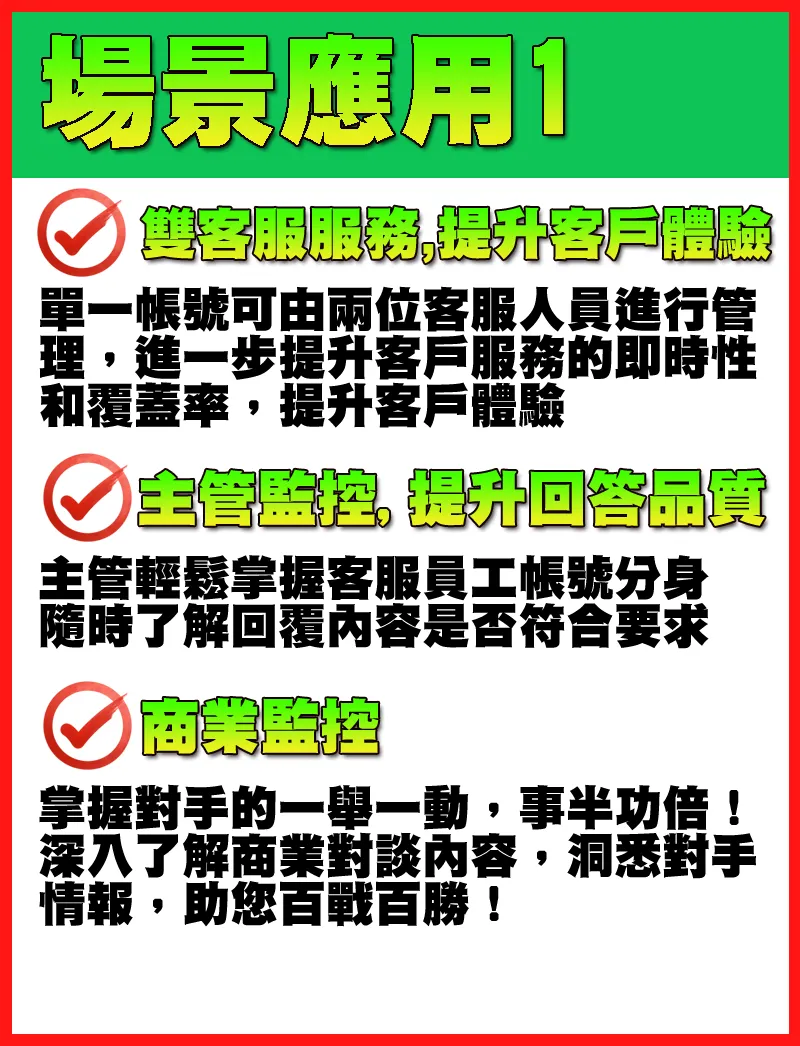 場景應用1
雙客服服務,提升客戶體驗
單一帳號可由兩位客服人員進行管
理，進一步提升客戶服務的即時性
和覆蓋率，提升客戶體驗
主管監控, 提升回答品質
主管輕鬆掌握客服員工帳號分身
隨時了解回覆內容是否符合要求
商業監控
掌握對手的一舉一動，事半功倍！
深入了解商業對談內容，洞悉對手
情報，助您百戰百勝！